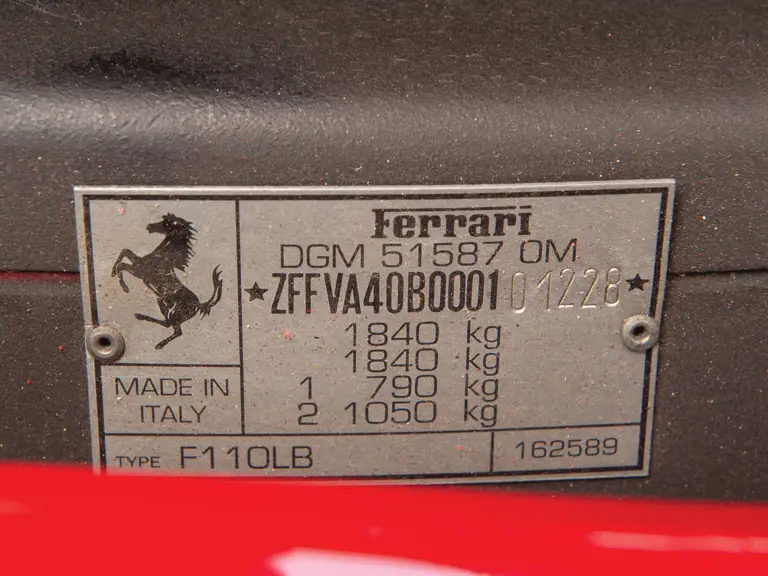 Ferrari
DGM 51587 OM
★ZFFVA40B000101228★
1840 kg
1840 kg
1 790 kg
2 1050 kg
MADE IN
ITALY
TYPE F110LB
162589